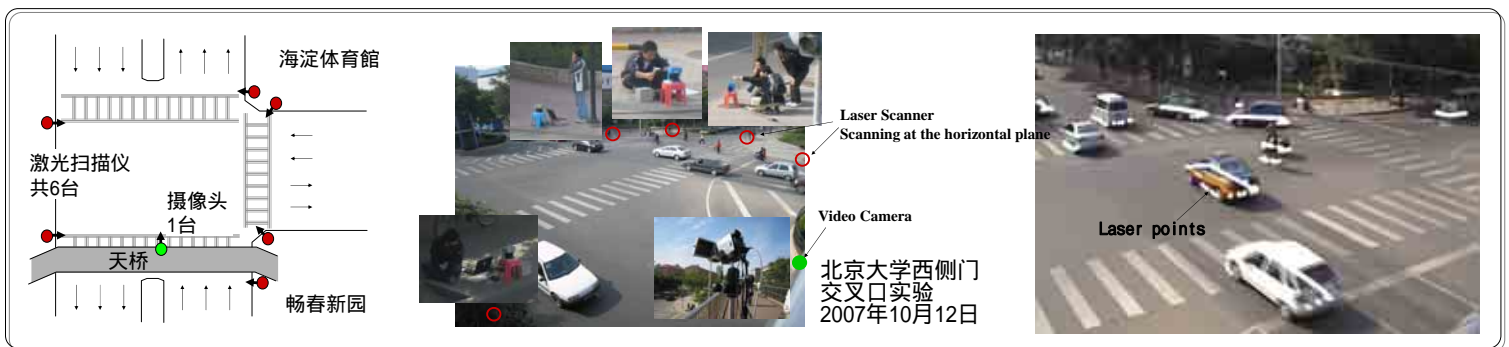 海淀体育館
激光扫描仪
共6台
摄像头
1台
天桥
畅春新园
Laser Scanner
Scanning at the horizontal plane
Video Camera
北京大学西侧门
交叉口实验
2007年10月12日
Laser points